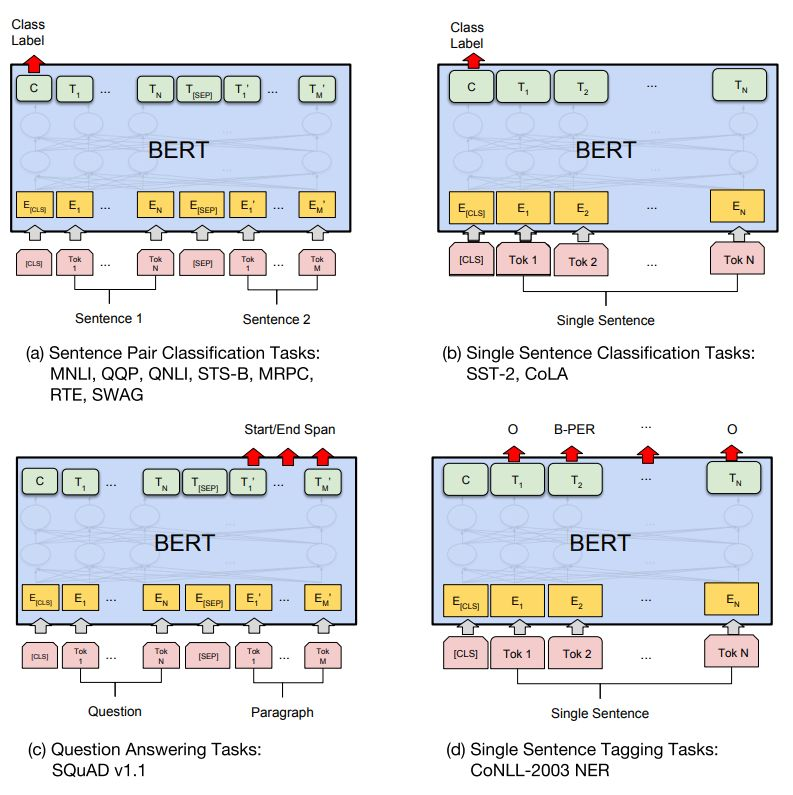 Class
Label
C T1 ... TN T[SEP] T1' ... TM'
...
BERT
...
E[CLS] E1 ... EN E[SEP] E1' ... EM'
[CLS] Tok 1 ... Tok N [SEP] Tok 1 ... Tok M
Sentence 1 Sentence 2
(a) Sentence Pair Classification Tasks:
MNLI, QQP, QNLI, STS-B, MRPC,
RTE, SWAG
Class
Label
C T1 T2 ... TN
...
BERT
...
E[CLS] E1 E2 ... EN
[CLS] Tok 1 Tok 2 ... Tok N
Single Sentence
(b) Single Sentence Classification Tasks:
SST-2, CoLA
Start/End Span
C T1 ... TN T[SEP] T1' ... TM'
...
BERT
...
E[CLS] E1 ... EN E[SEP] E1' ... EM'
[CLS] Tok 1 ... Tok N [SEP] Tok 1 ... Tok M
Question Paragraph
(c) Question Answering Tasks:
SQuAD v1.1
O B-PER ... O
C T1 T2 ... TN
...
BERT
...
E[CLS] E1 E2 ... EN
[CLS] Tok 1 Tok 2 ... Tok N
Single Sentence
(d) Single Sentence Tagging Tasks:
CoNLL-2003 NER